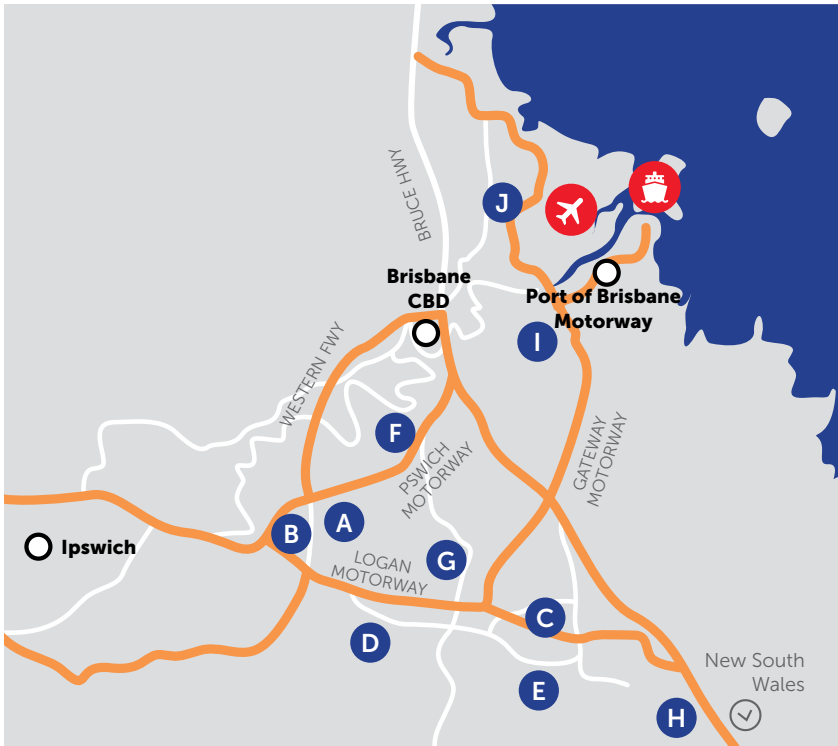 BRUCE HWY
J
Brisbane
CBD
Port of Brisbane
Motorway
I
WESTERN FWY
F
PSWICH
MOTORWAY
GATEWAY
MOTORWAY
A
B
Ipswich
LOGAN
MOTORWAY
G
C
D
E
New South
Wales
H